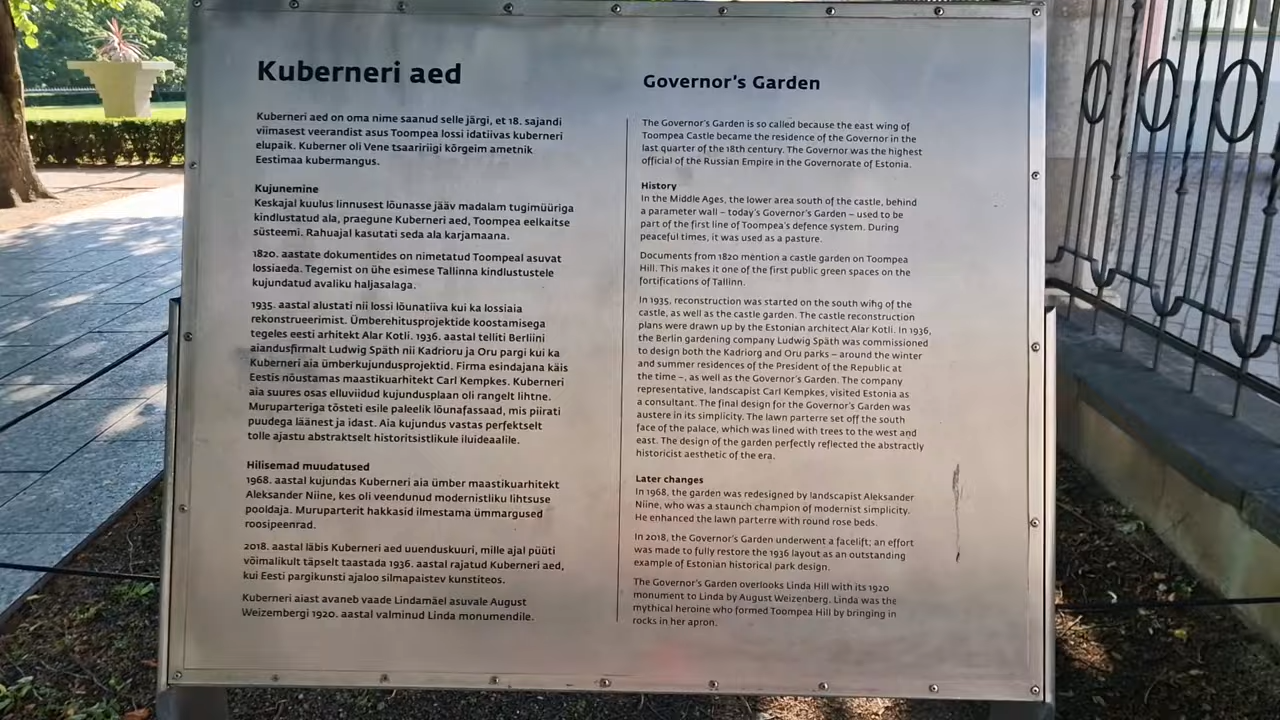 Kuberneri aed
Kuberneri aed on oma nime saanud selle järgi, et 18. sajandi
viimasest veerandist asus Toompea lossi idatiivas kuberneri
elupaik. Kuberner oli Vene tsaaririigi kõrgeim ametnik
Eestimaa kubermangus.
Kujunemine
Keskajal kuulus linnusest lõunasse jääv madalam tugimüüriga
kindlustatud ala, praegune Kuberneri aed, Toompea eelkaitse
süsteemi. Rahuajal kasutati seda ala karjamaana.
1820. aastate dokumentides on nimetatud Toompeal asuvat
lossiaeda. Tegemist on ühe esimese Tallinna kindlustustele
kujundatud avaliku haljasalaga.
1935. aastal alustati nii lossi lõunatiiva kui ka lossiaia
rekonstrueerimist. Ümberehitusprojektide koostamisega
tegeles eesti arhitekt Alar Kotli. 1936. aastal telliti Berliini
aiandusfirmalt Ludwig Späth nii Kadrioru ja Oru pargi kui ka
Kuberneri aia ümberkujundusprojektid. Firma esindajana käis
Eestis nõustamas maastikuarhitekt Carl Kempkes. Kuberneri
aia suures osas elluviidud kujundusplaan oli rangelt lihtne.
Muruparteriga tõsteti esile paleelik lõunafassaad, mis piirati
puudega läänest ja idast. Aia kujundus vastas perfektselt
tolle ajastu abstraktselt historitsistlikule iluideaalile.
Hilisemad muudatused
1968. aastal kujundas Kuberneri aia ümber maastikuarhitekt
Aleksander Niine, kes oli veendunud modernistliku lihtsuse
pooldaja. Muruparterit hakkasid ilmestama ümmargused
roosipeenrad.
2018. aastal läbis Kuberneri aed uuenduskuuri, mille ajal püüti
võimalikult täpselt taastada 1936. aastal rajatud Kuberneri aed,
kui Eesti pargikunsti ajaloo silmapaistev kunstiteos.
Kuberneri aiast avaneb vaade Lindamäel asuvale August
Weizembergi 1920. aastal valminud Linda monumendile.
Governor's Garden
The Governor's Garden is so called because the east wing of
Toompea Castle became the residence of the Governor in the
last quarter of the 18th century. The Governor was the highest
official of the Russian Empire in the Governorate of Estonia.
History
In the Middle Ages, the lower area south of the castle, behind
a parameter wall – today's Governor's Garden – used to be
part of the first line of Toompea's defence system. During
peaceful times, it was used as a pasture.
Documents from 1820 mention a castle garden on Toompea
Hill. This makes it one of the first public green spaces on the
fortifications of Tallinn.
In 1935, reconstruction was started on the south wing of the
castle, as well as the castle garden. The castle reconstruction
plans were drawn up by the Estonian architect Alar Kotli. In 1936,
the Berlin gardening company Ludwig Späth was commissioned
to design both the Kadriorg and Oru parks – around the winter
and summer residences of the President of the Republic at
the time –, as well as the Governor's Garden. The company
representative, landscapist Carl Kempkes, visited Estonia as
a consultant. The final design for the Governor's Garden was
austere in its simplicity. The lawn parterre set off the south
face of the palace, which was lined with trees to the west and
east. The design of the garden perfectly reflected the abstractly
historicist aesthetic of the era.
Later changes
In 1968, the garden was redesigned by landscapist Aleksander
Niine, who was a staunch champion of modernist simplicity.
He enhanced the lawn parterre with round rose beds.
In 2018, the Governor's Garden underwent a facelift; an effort
was made to fully restore the 1936 layout as an outstanding
example of Estonian historical park design.
The Governor's Garden overlooks Linda Hill with its 1920
monument to Linda by August Weizenberg. Linda was the
mythical heroine who formed Toompea Hill by bringing in
rocks in her apron.